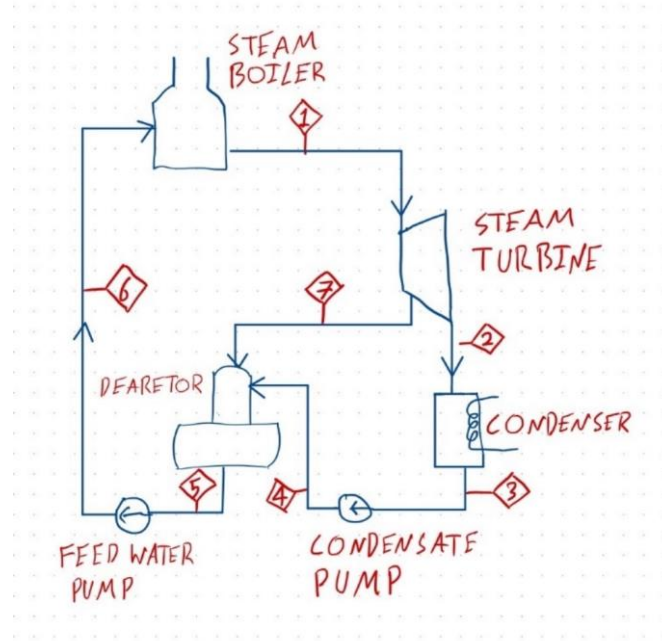 STEAM
BOILER
1
STEAM
TURBINE
6
7
2
DEARETOR
CONDENSER
5
4
3
FEED WATER
PUMP
CONDENSATE
PUMP